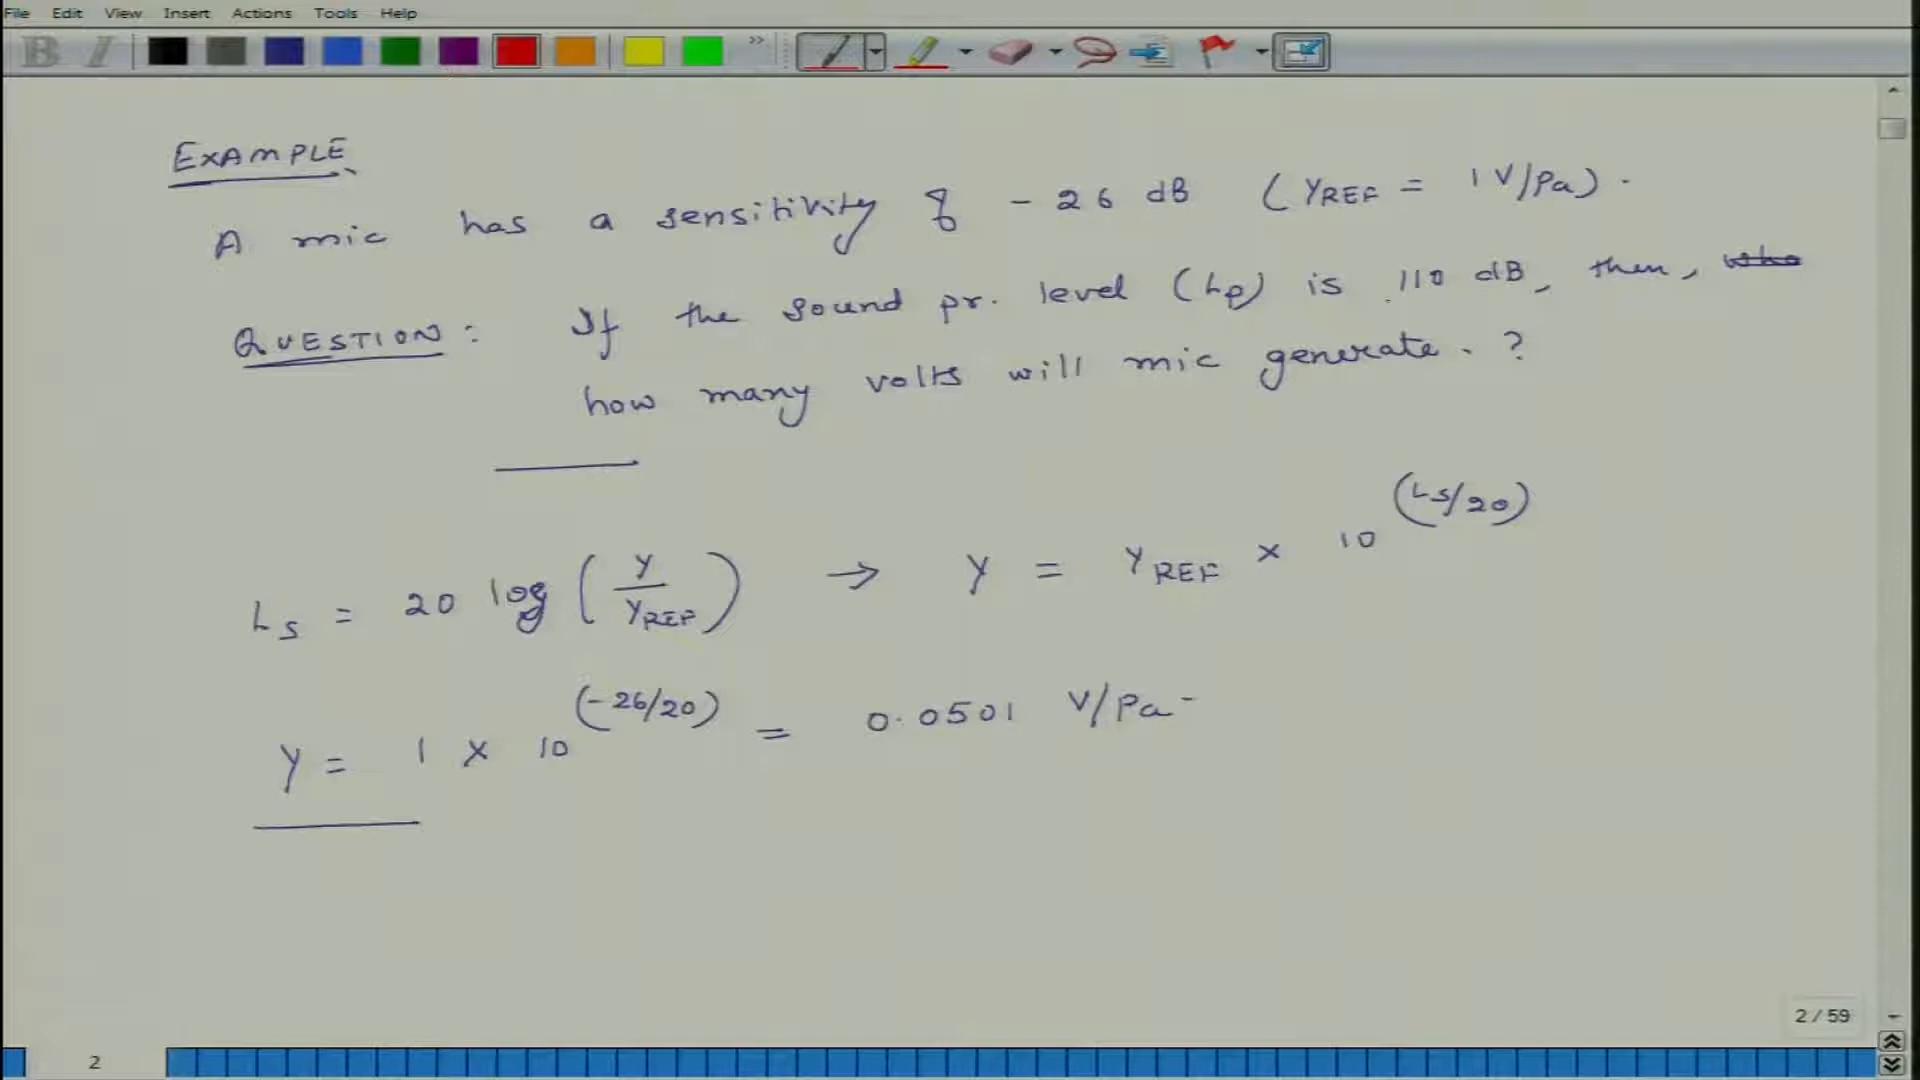 File Edit View Insert Actions Tools Help
B I
EXAMPLE
A mic has a sensitivity of - 26 dB (YREF = 1 V/Pa).
QUESTION: If the sound pr. level (Lp) is 110 dB, then, who
how many volts will mic generate. ?
Ls = 20 log (Y/YREF) → Y = YREF × 10^(Ls/20)
Y = 1 × 10^(-26/20) = 0.0501 V/Pa-
2 / 59
2